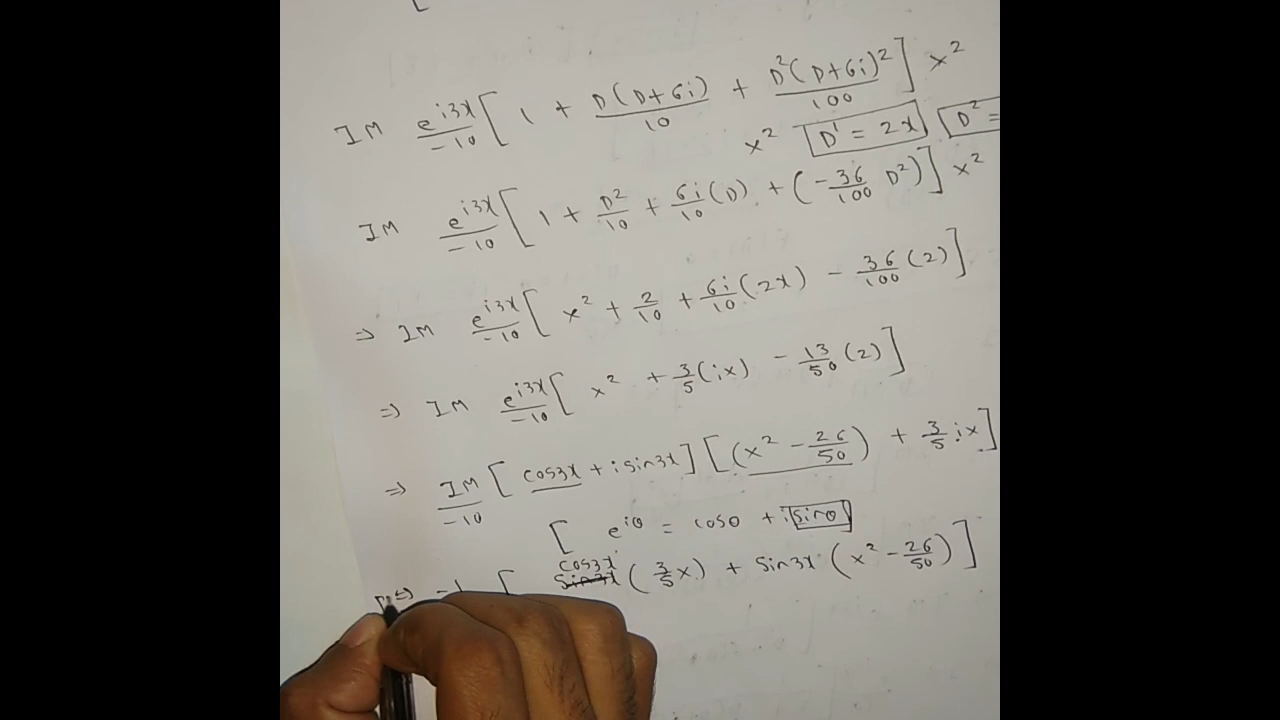 [
IM e^{i3x}/-10 [ 1 + D(D+6i)/10 + D²(D+6i)²/100 ] x²
x² D' = 2x D² =
IM e^{i3x}/-10 [ 1 + D²/10 + 6i/10 (D) + (-36/100 D²) ] x²
⇒ IM e^{i3x}/-10 [ x² + 2/10 + 6i/10 (2x) - 36/100 (2) ]
⇒ IM e^{i3x}/-10 [ x² + 3/5 (ix) - 13/50 (2) ]
⇒ IM/-10 [ cos3x + i sin3x ] [ (x² - 26/50) + 3/5 ix ]
[ e^{iθ} = cosθ + i sinθ
⇒ -1 [ cos3x (3/5 x) + sin3x (x² - 26/50) ]